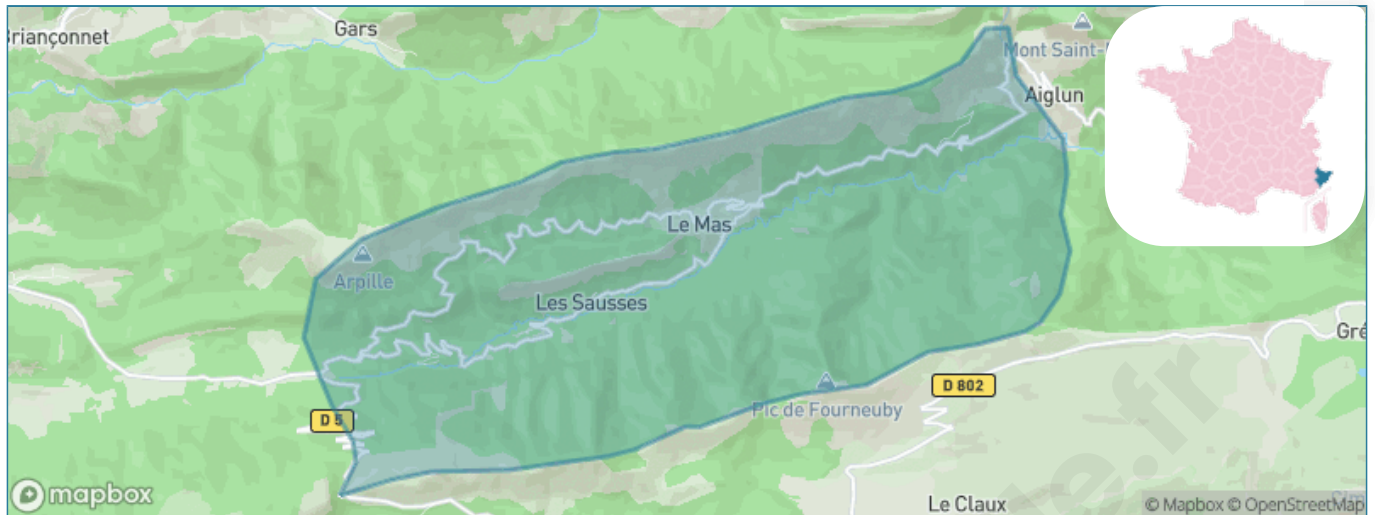 Briançonnet
Gars
Mont Saint-
Aiglun
Le Mas
Arpille
Les Sausses
Gré
D 802
D 5
Pic de Fourneuby
Le Claux
mapbox
© Mapbox © OpenStreetMap